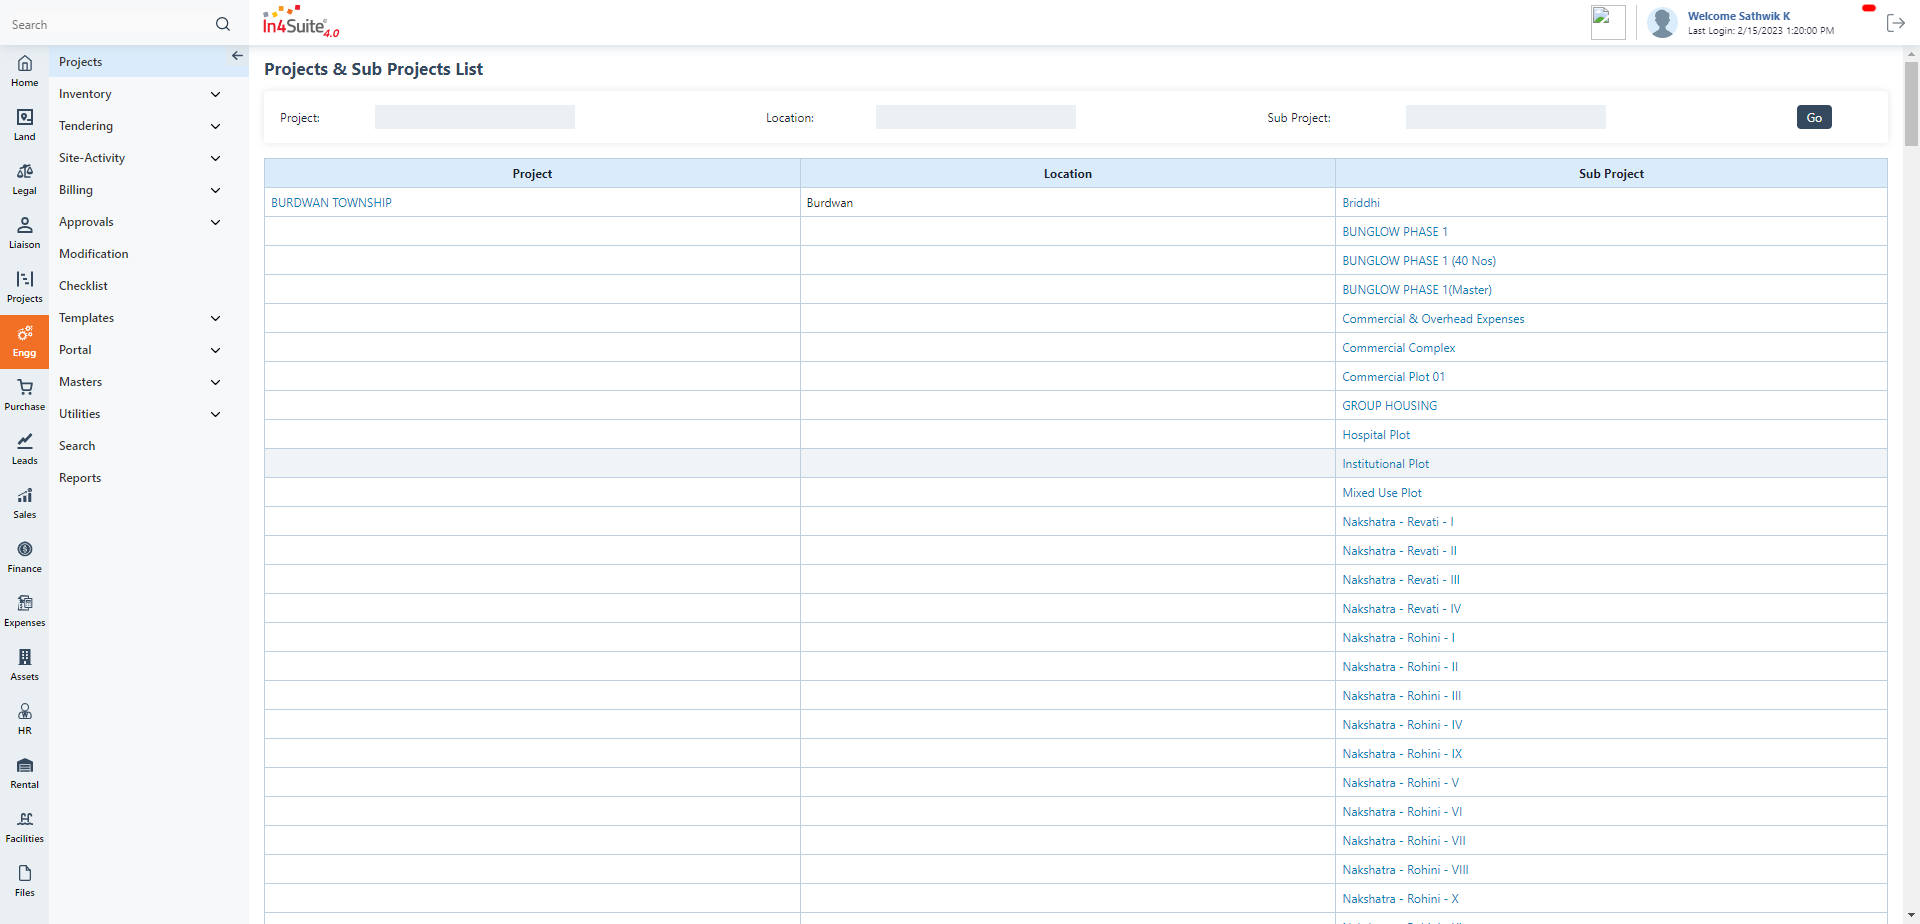 Search
In4Suite® 4.0
Welcome Sathwik K
Last Login: 2/15/2023 1:20:00 PM
Home
Land
Legal
Liaison
Projects
Engg
Purchase
Leads
Sales
Finance
Expenses
Assets
HR
Rental
Facilities
Files
Projects
Inventory
Tendering
Site-Activity
Billing
Approvals
Modification
Checklist
Templates
Portal
Masters
Utilities
Search
Reports
Projects & Sub Projects List
Project: Location: Sub Project: Go
Project Location Sub Project
BURDWAN TOWNSHIP Burdwan Briddhi
BUNGLOW PHASE 1
BUNGLOW PHASE 1 (40 Nos)
BUNGLOW PHASE 1(Master)
Commercial & Overhead Expenses
Commercial Complex
Commercial Plot 01
GROUP HOUSING
Hospital Plot
Institutional Plot
Mixed Use Plot
Nakshatra - Revati - I
Nakshatra - Revati - II
Nakshatra - Revati - III
Nakshatra - Revati - IV
Nakshatra - Rohini - I
Nakshatra - Rohini - II
Nakshatra - Rohini - III
Nakshatra - Rohini - IV
Nakshatra - Rohini - IX
Nakshatra - Rohini - V
Nakshatra - Rohini - VI
Nakshatra - Rohini - VII
Nakshatra - Rohini - VIII
Nakshatra - Rohini - X